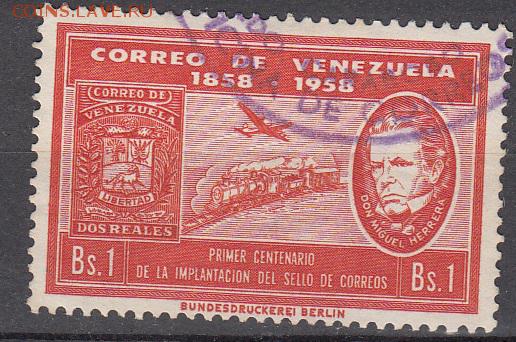 COINS.LAVE.RU
CORREO DE VENEZUELA
1858 1958
CORREO DE
VENEZUELA
LIBERTAD
DOS REALES
DON MIGUEL HERRERA
Bs. 1
PRIMER CENTENARIO
DE LA IMPLANTACION DEL SELLO DE CORREOS
Bs. 1
BUNDESDRUCKEREI BERLIN